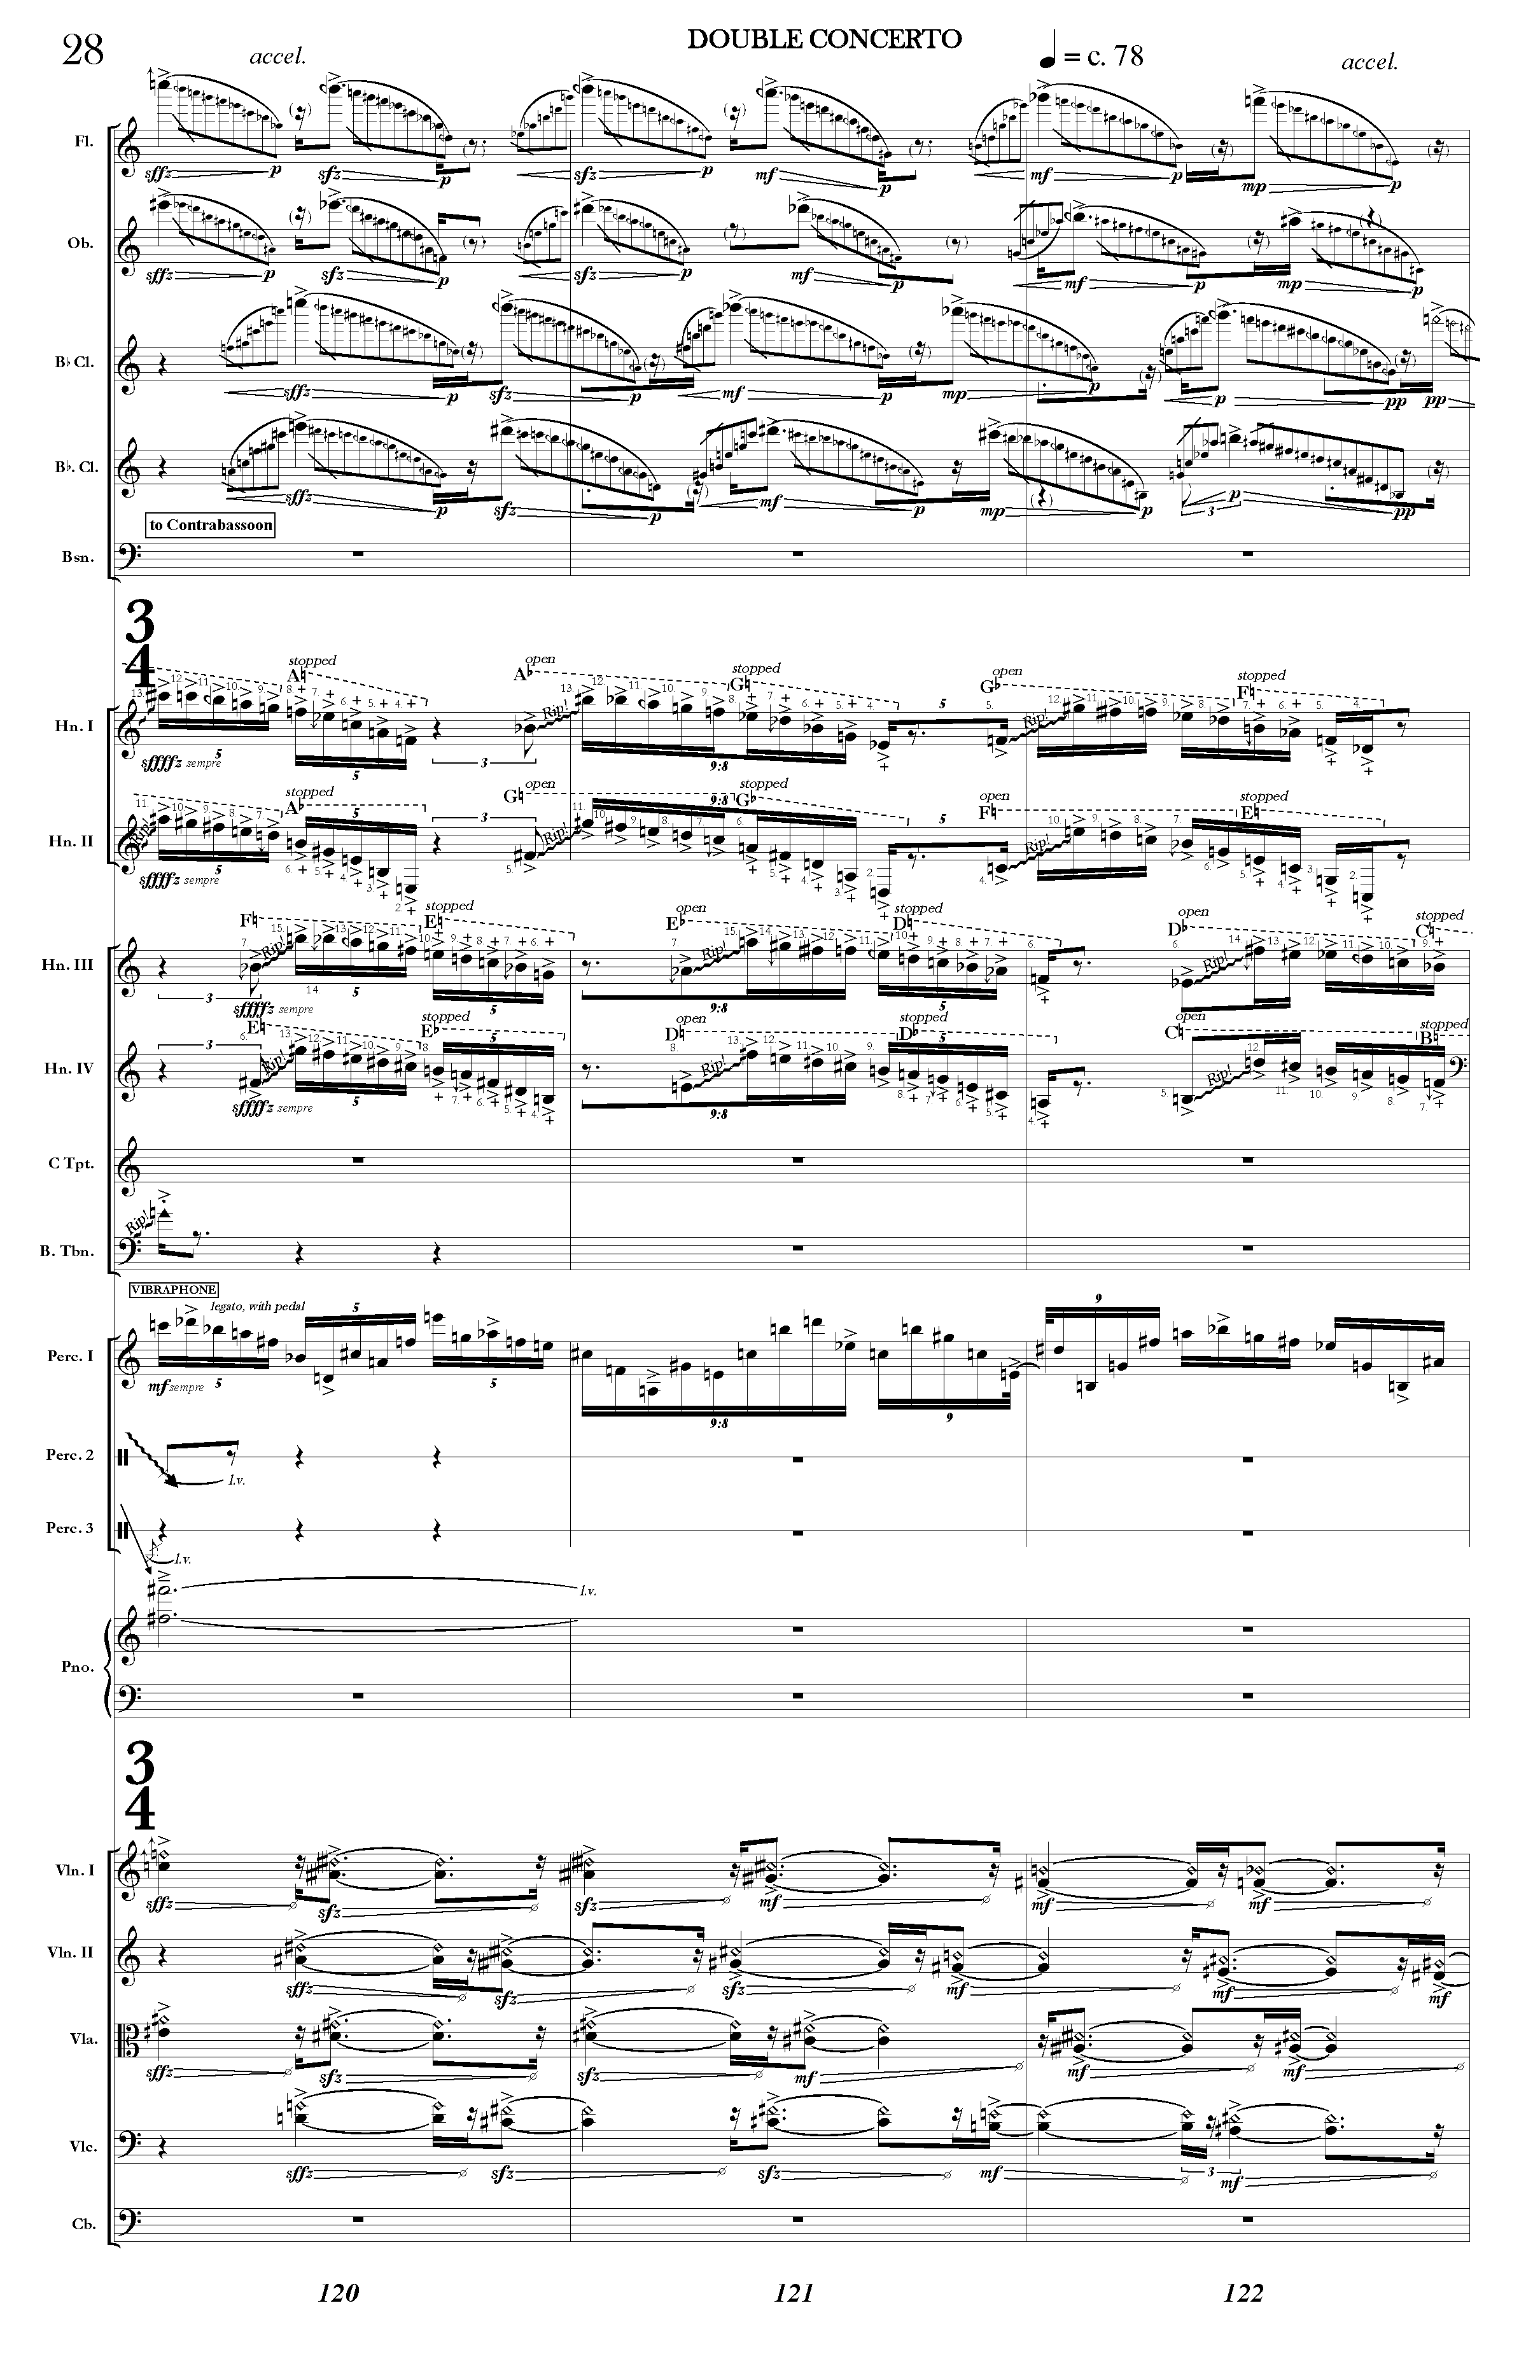 28
DOUBLE CONCERTO
accel.
= c. 78
accel.
Fl.
sffz p sfz p sfz p mf p mf p mp p
Ob.
sffz p sfz p sfz p mf p mf p mp p
B♭ Cl.
sffz p sfz p mf p mp p p pp pp
B♭. Cl.
sffz p sfz p mf p mp p p pp
3
to Contrabassoon
Bsn.
3
4
stopped open stopped open stopped
A♮ A♭ G♮ G♭ F♮
Hn. I
Rip! Rip!
sffffz sempre
5 5 3 9:8 5
stopped open stopped open stopped
A♭ G♮ G♭ F♮ E♮
Hn. II
Rip! Rip! Rip!
sffffz sempre
5 5 3 9:8 5
stopped open stopped open stopped
F♮ E♮ E♭ D♮ D♭ C♮
Hn. III
Rip! Rip! Rip!
3 5 5 9:8 5
sffffz sempre
stopped open stopped open stopped
E♮ E♭ D♮ D♭ C♮ B♮
Hn. IV
Rip! Rip! Rip!
3 5 5 9:8 5
sffffz sempre
C Tpt.
Rip!
B. Tbn.
VIBRAPHONE
legato, with pedal
Perc. I
mf sempre
5 5 5 9:8 9 9
Perc. 2
l.v.
Perc. 3
l.v.
l.v.
Pno.
3
4
Vln. I
sffz sfz sfz mf mf mf
Vln. II
sffz sfz sfz mf mf mf
Vla.
sffz sfz sfz mf mf mf
Vlc.
sffz sfz sfz mf 3 mf
Cb.
120 121 122